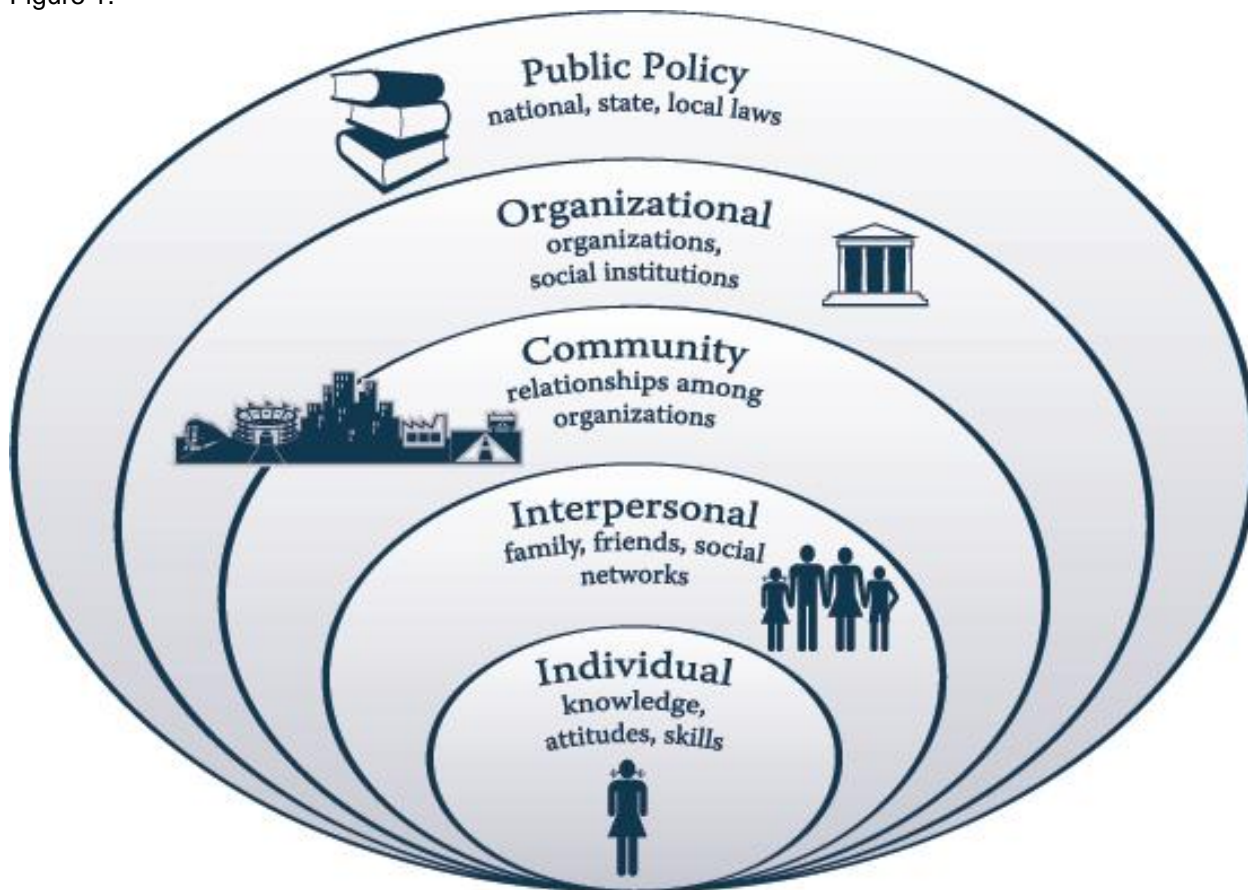 Figure 1.
Public Policy
national, state, local laws
Organizational
organizations,
social institutions
Community
relationships among
organizations
Interpersonal
family, friends, social
networks
Individual
knowledge,
attitudes, skills